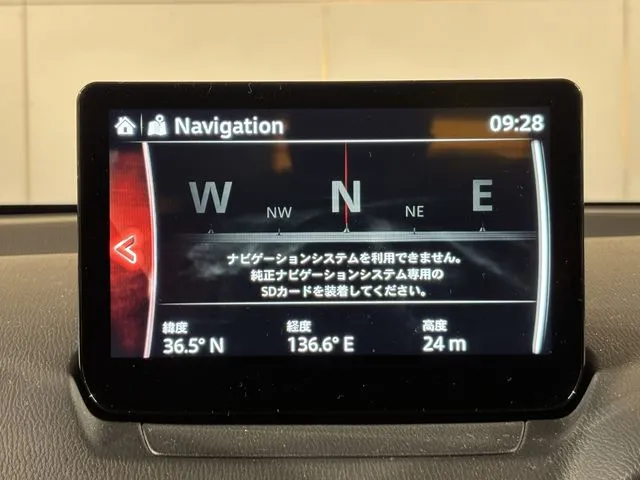 Navigation 09:28
W NW N NE E
ナビゲーションシステムを利用できません。
純正ナビゲーションシステム専用の
SDカードを装着してください。
緯度 経度 高度
36.5° N 136.6° E 24 m